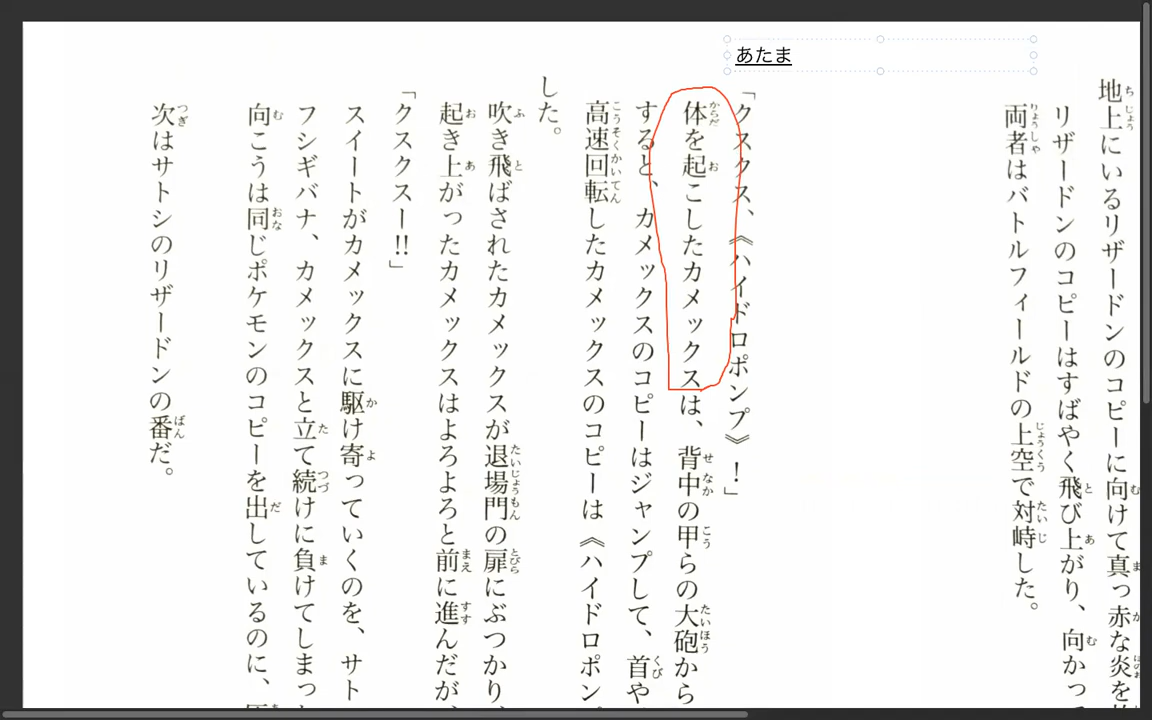 あたま
地上にいるリザードンのコピーに向けて真っ赤な炎を
リザードンのコピーはすばやく飛び上がり、向かって
両者はバトルフィールドの上空で対峙した。
「クスクス、《ハイドロポンプ》！」
体を起こしたカメックスは、背中の甲らの大砲から
すると、カメックスのコピーはジャンプして、首や
高速回転したカメックスのコピーは《ハイドロポン
した。
吹き飛ばされたカメックスが退場門の扉にぶつかり、
起き上がったカメックスはよろよろと前に進んだが、
「クスクスー!!」
スイートがカメックスに駆け寄っていくのを、サト
フシギバナ、カメックスと立て続けに負けてしまっ
向こうは同じポケモンのコピーを出しているのに、
次はサトシのリザードンの番だ。